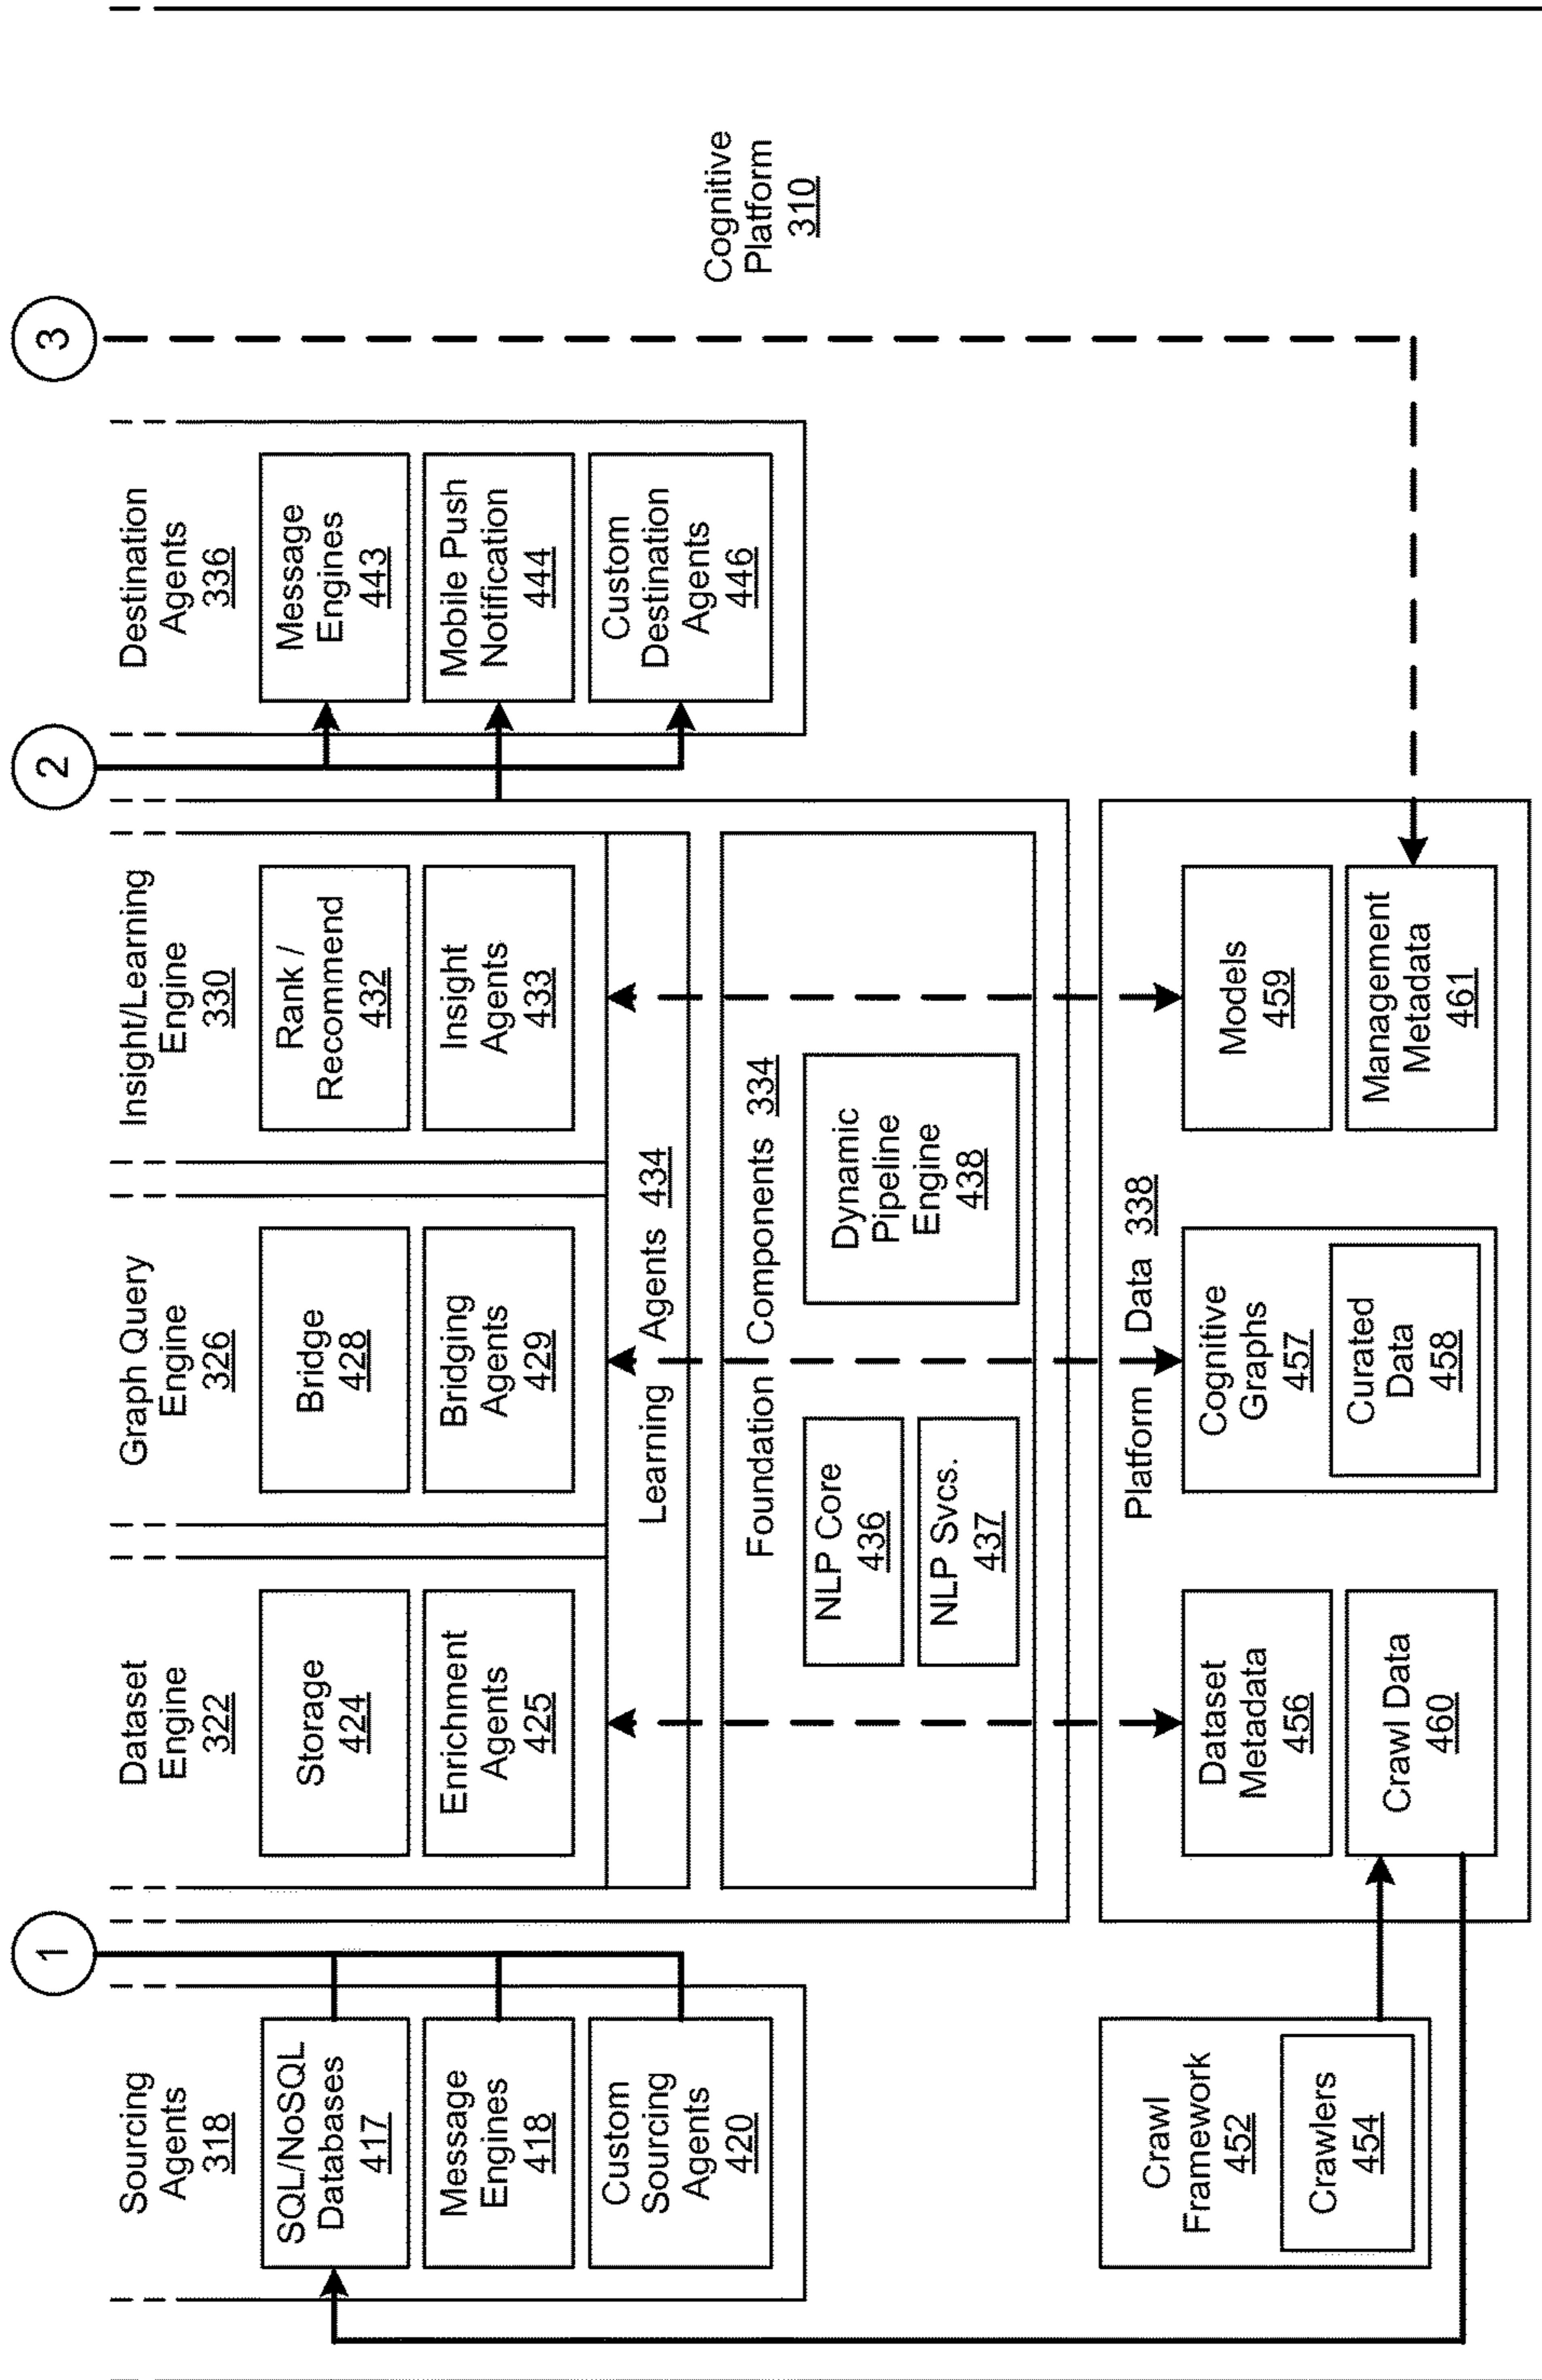 1
2
3
Sourcing
Agents
318
SQL/NoSQL
Databases
417
Message
Engines
418
Custom
Sourcing
Agents
420
Dataset
Engine
322
Storage
424
Enrichment
Agents
425
Graph Query
Engine
326
Bridge
428
Bridging
Agents
429
Insight/Learning
Engine
330
Rank /
Recommend
432
Insight
Agents
433
Learning Agents 434
Foundation Components 334
NLP Core
436
NLP Svcs.
437
Dynamic
Pipeline
Engine
438
Destination
Agents
336
Message
Engines
443
Mobile Push
Notification
444
Custom
Destination
Agents
446
Cognitive
Platform
310
Crawl
Framework
452
Crawlers
454
Platform Data 338
Dataset
Metadata
456
Crawl Data
460
Cognitive
Graphs
457
Curated
Data
458
Models
459
Management
Metadata
461